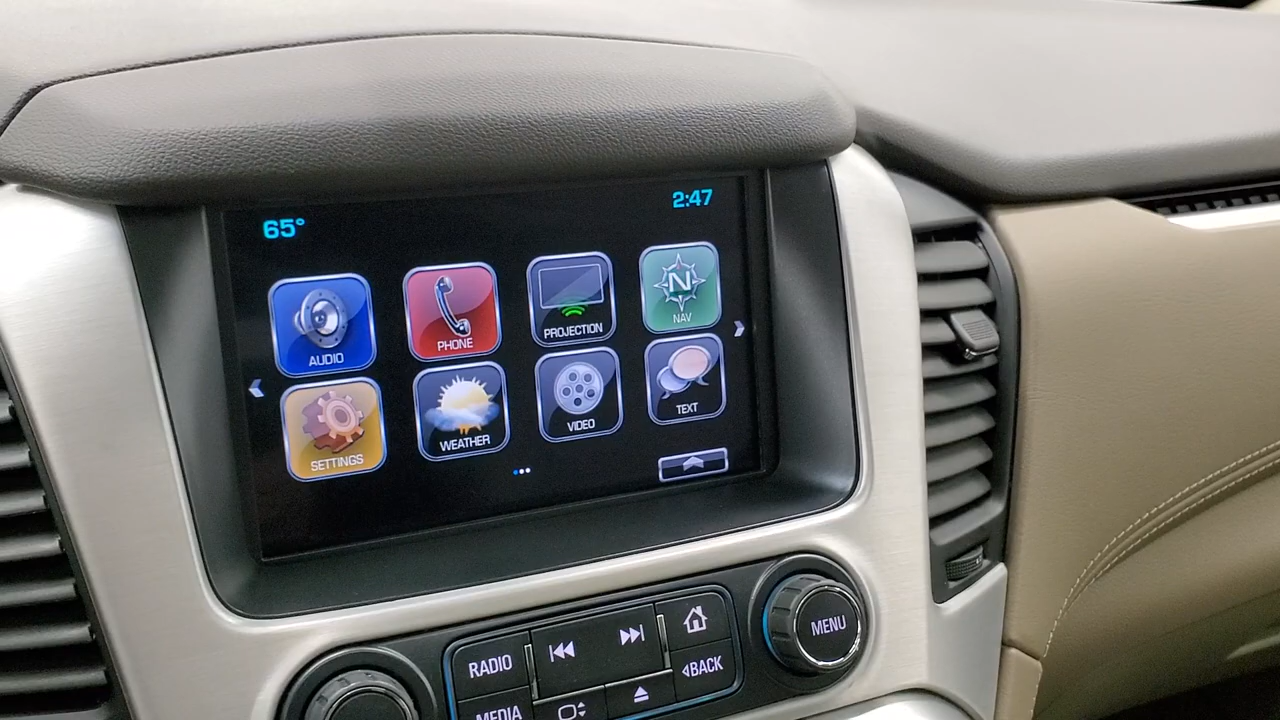 65°
2:47
AUDIO
PHONE
PROJECTION
N
NAV
SETTINGS
WEATHER
VIDEO
TEXT
RADIO
BACK
MENU
MEDIA